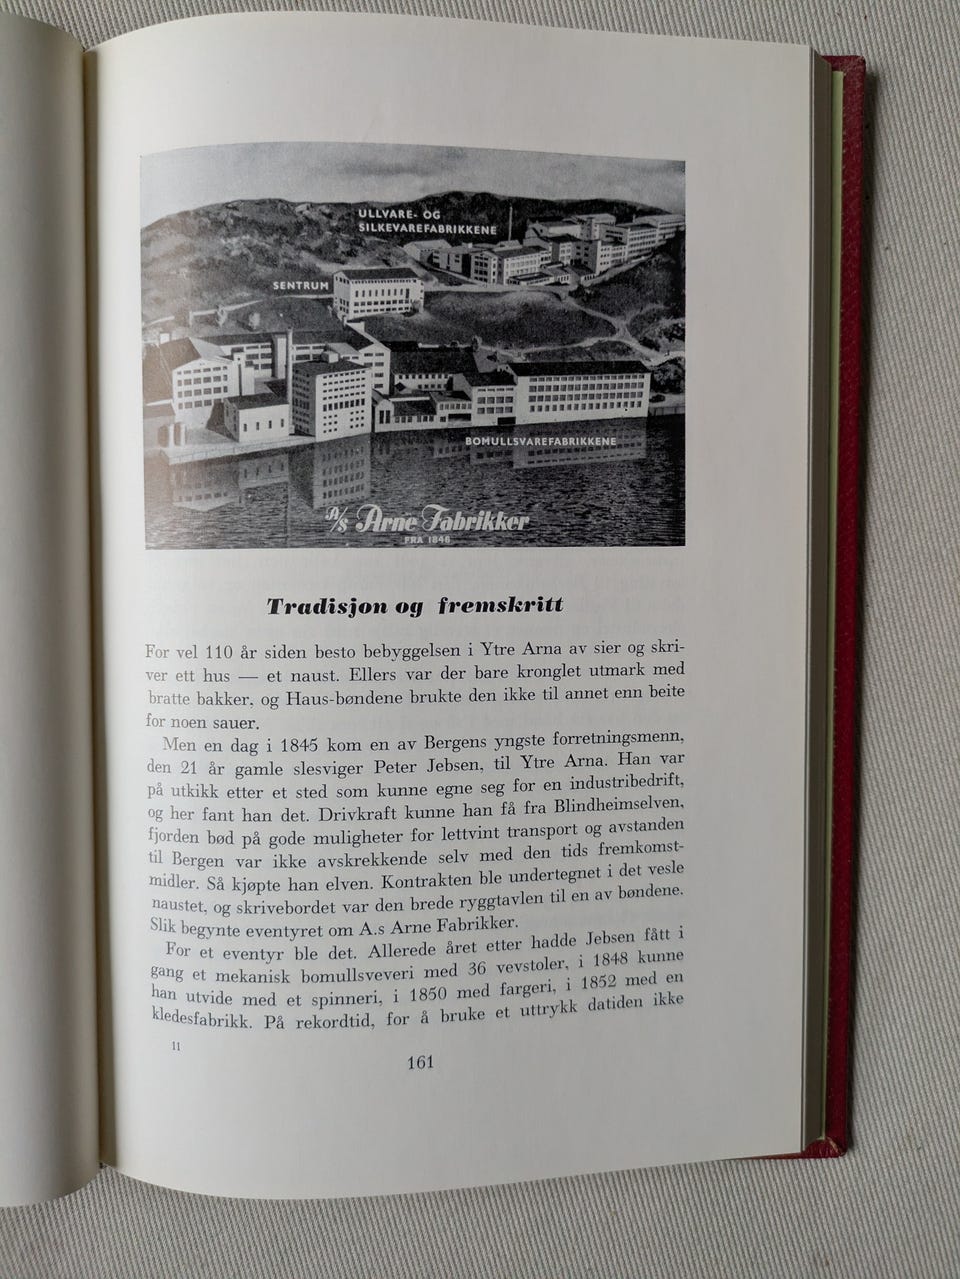 ULLVARE- OG
SILKEVAREFABRIKKENE
SENTRUM
BOMULLSVAREFABRIKKENE
A/s Arne Fabrikker
FRA 1846
Tradisjon og fremskritt
For vel 110 år siden besto bebyggelsen i Ytre Arna av sier og skri-
ver ett hus — et naust. Ellers var der bare kronglet utmark med
bratte bakker, og Haus-bøndene brukte den ikke til annet enn beite
for noen sauer.
Men en dag i 1845 kom en av Bergens yngste forretningsmenn,
den 21 år gamle slesviger Peter Jebsen, til Ytre Arna. Han var
på utkikk etter et sted som kunne egne seg for en industribedrift,
og her fant han det. Drivkraft kunne han få fra Blindheimselven,
fjorden bød på gode muligheter for lettvint transport og avstanden
til Bergen var ikke avskrekkende selv med den tids fremkomst-
midler. Så kjøpte han elven. Kontrakten ble undertegnet i det vesle
naustet, og skrivebordet var den brede ryggtavlen til en av bøndene.
Slik begynte eventyret om A.s Arne Fabrikker.
For et eventyr ble det. Allerede året etter hadde Jebsen fått i
gang et mekanisk bomullsveveri med 36 vevstoler, i 1848 kunne
han utvide med et spinneri, i 1850 med fargeri, i 1852 med en
kledesfabrikk. På rekordtid, for å bruke et uttrykk datiden ikke
11
161